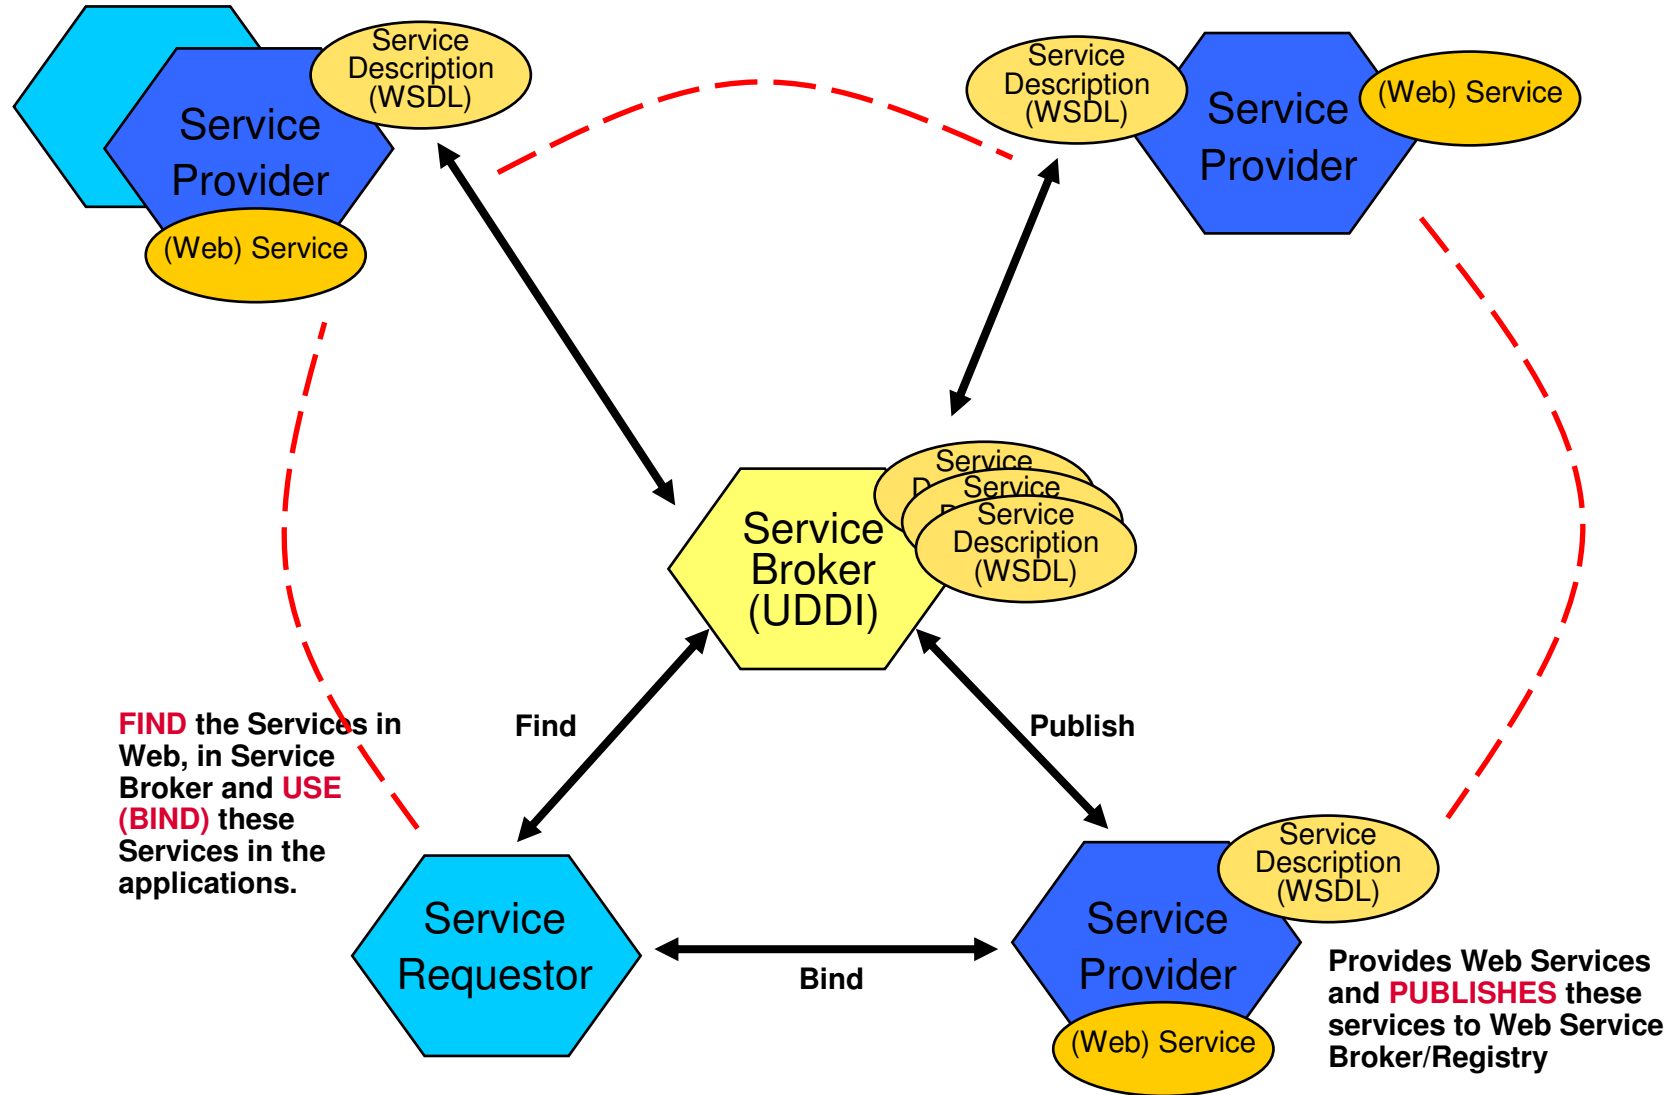 Service
Description
(WSDL)
Service
Provider
(Web) Service
Service
Description
(WSDL)
Service
Provider
(Web) Service
Service
Broker
(UDDI)
Service
Service
Service
Description
(WSDL)
FIND the Services in
Web, in Service
Broker and USE
(BIND) these
Services in the
applications.
Find
Publish
Service
Requestor
Bind
Service
Description
(WSDL)
Service
Provider
(Web) Service
Provides Web Services
and PUBLISHES these
services to Web Service
Broker/Registry